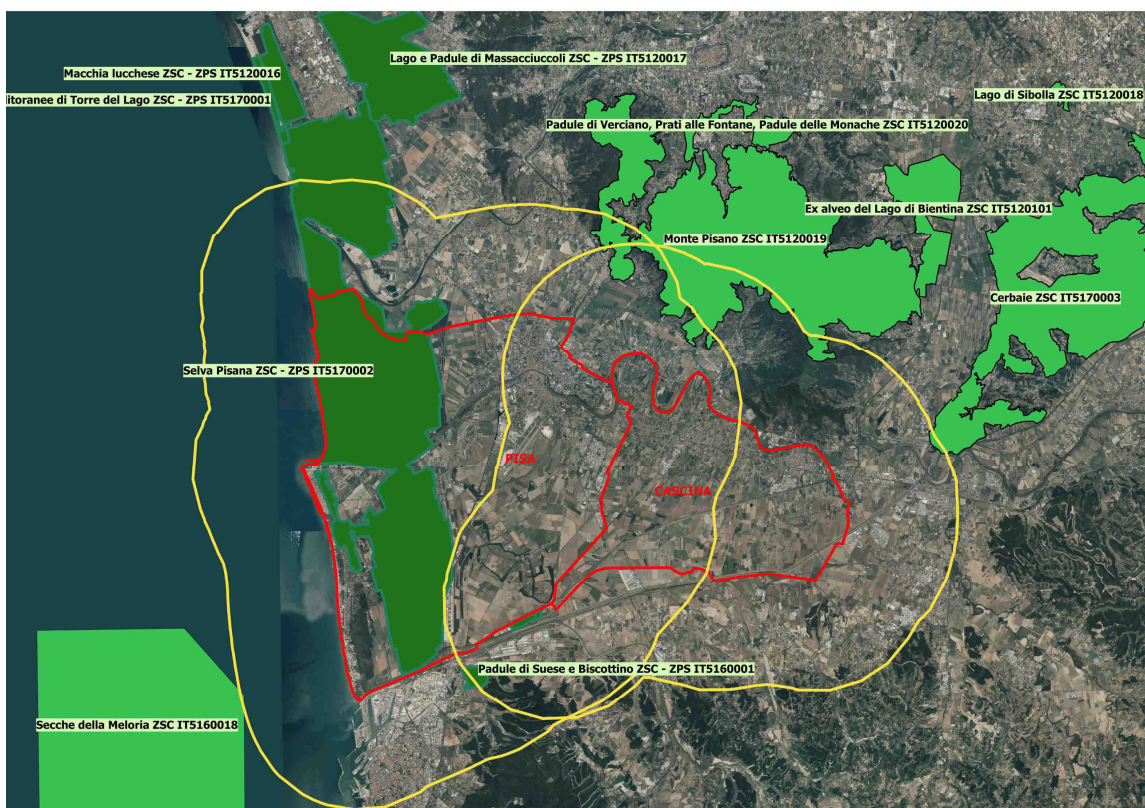 Lago e Padule di Massacciuccoli ZSC - ZPS IT5120017
Macchia lucchese ZSC - ZPS IT5120016
litoranee di Torre del Lago ZSC - ZPS IT5170001
Lago di Sibolla ZSC IT5120018
Padule di Verciano, Prati alle Fontane, Padule delle Monache ZSC IT5120020
Ex alveo del Lago di Bientina ZSC IT5120101
Monte Pisano ZSC IT5120019
Cerbaie ZSC IT5170003
Selva Pisana ZSC - ZPS IT5170002
PISA
CASCINA
Padule di Suese e Biscottino ZSC - ZPS IT5160001
Secche della Meloria ZSC IT5160018